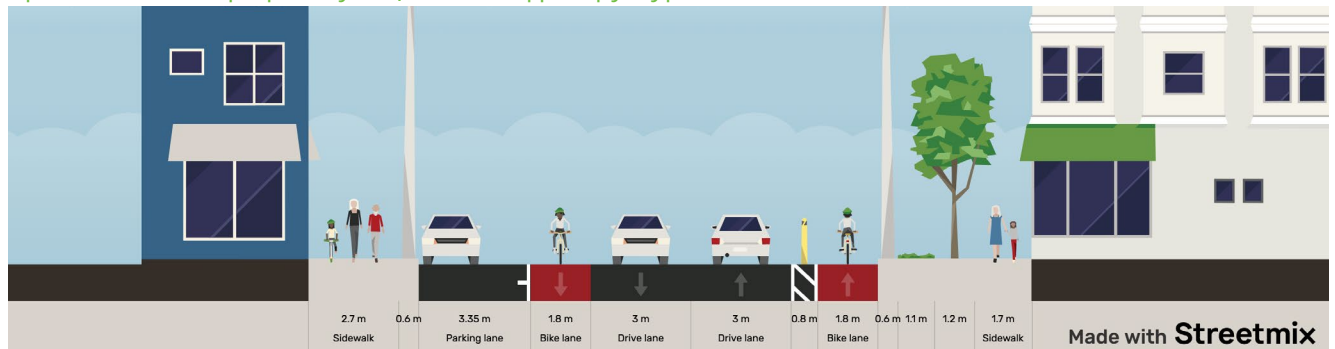 2.7 m 0.6 m 3.35 m 1.8 m 3 m 3 m 0.8 m 1.8 m 0.6 m 1.1 m 1.2 m 1.7 m
Sidewalk Parking lane Bike lane Drive lane Drive lane Bike lane Sidewalk
Made with Streetmix